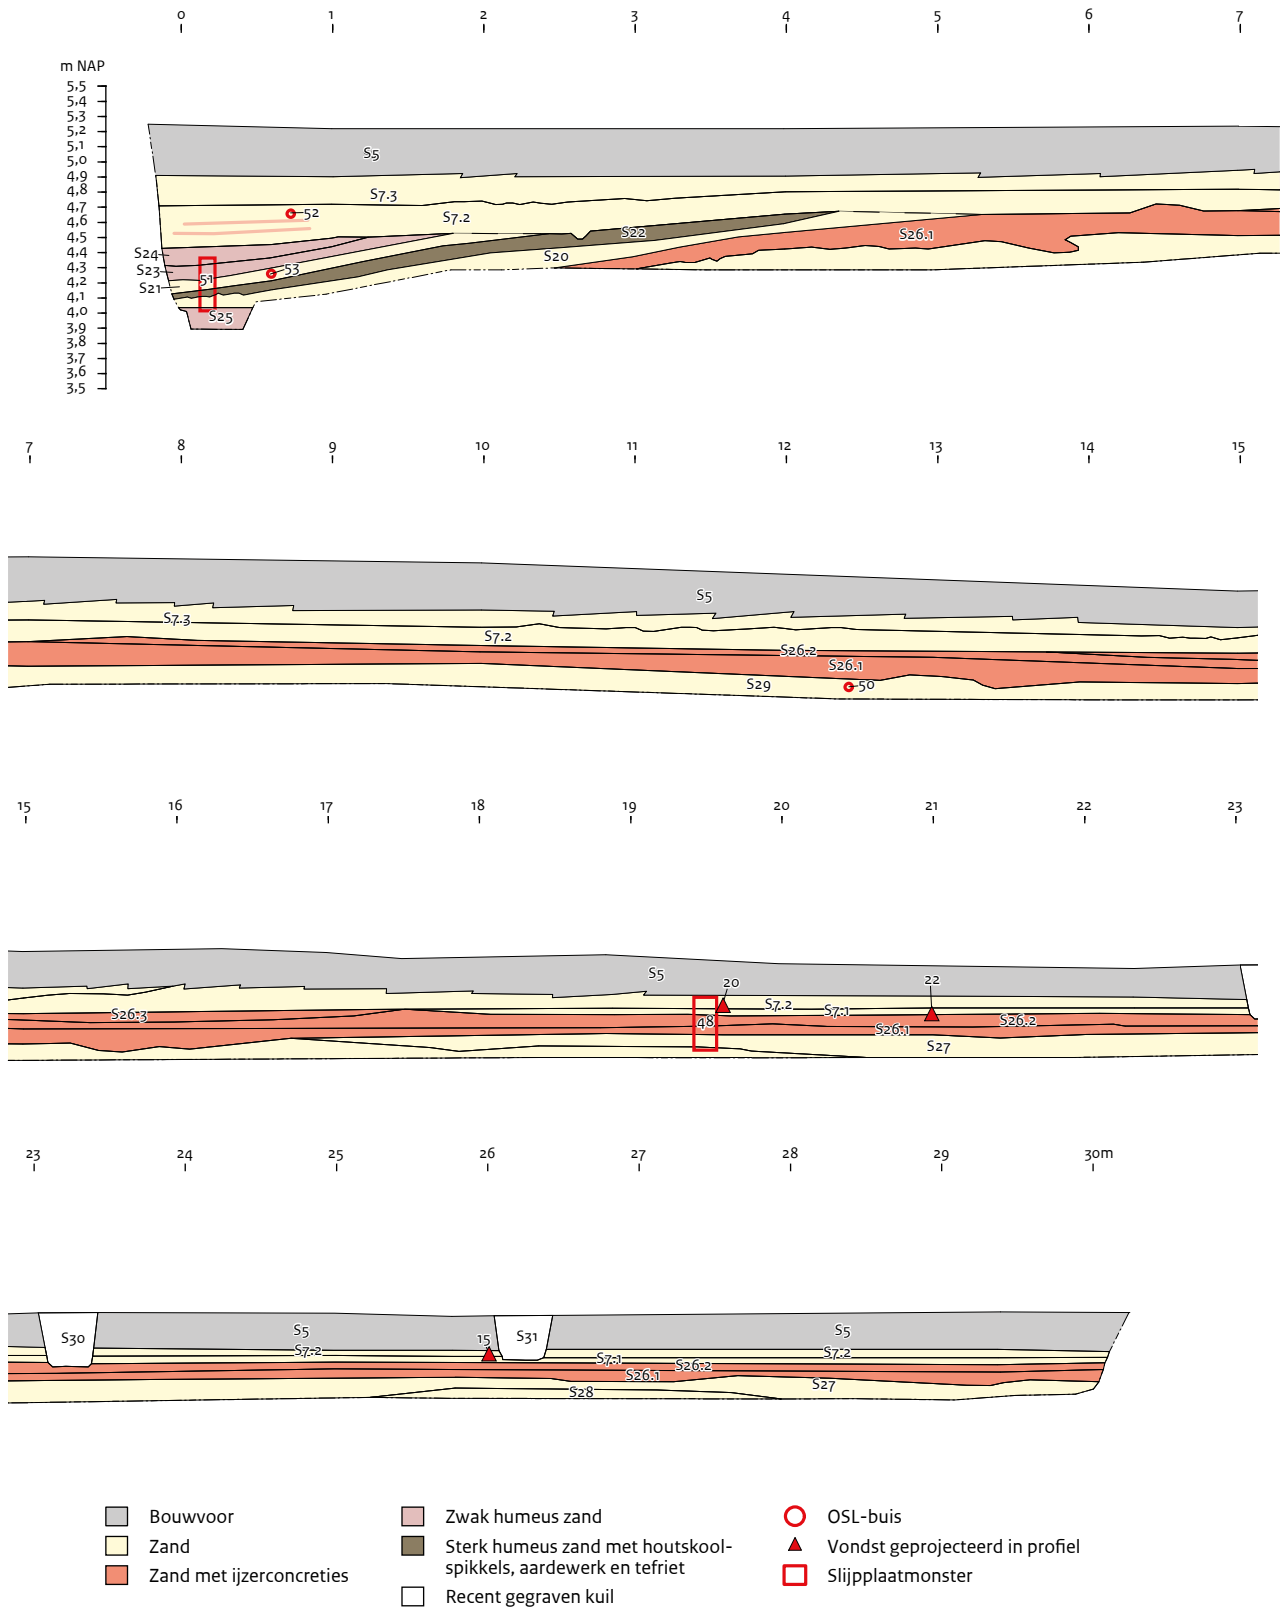 0 1 2 3 4 5 6 7
m NAP
5,5
5,4
5,3
5,2
5,1
5,0
4,9
4,8
4,7
4,6
4,5
4,4
4,3
4,2
4,1
4,0
3,9
3,8
3,7
3,6
3,5
S5
S7.3
52
S7.2
S22
S26.1
S24
S20
S23
53
51
S21
S25
7 8 9 10 11 12 13 14 15
S5
S7.3
S7.2
S26.2
S26.1
S29
50
15 16 17 18 19 20 21 22 23
S5
20
22
S7.2
S7.1
S26.3
48
S26.2
S26.1
S27
23 24 25 26 27 28 29 30m
S30
S5
15
S31
S5
S7.2
S7.1
S7.2
S26.2
S26.1
S27
S28
Bouwvoor
Zand
Zand met ijzerconcreties
Zwak humeus zand
Sterk humeus zand met houtskool-
spikkels, aardewerk en tefriet
Recent gegraven kuil
OSL-buis
Vondst geprojecteerd in profiel
Slijpplaatmonster